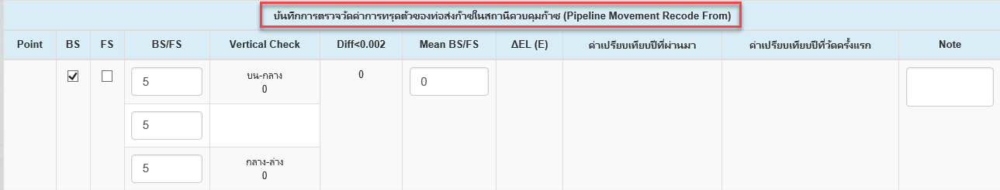 บันทึกการตรวจวัดค่าการทรุดตัวของท่อส่งก๊าซในสถานีควบคุมก๊าซ (Pipeline Movement Recode From)
Point BS FS BS/FS Vertical Check Diff<0.002 Mean BS/FS ΔEL (E) ค่าเปรียบเทียบปีที่ผ่านมา ค่าเปรียบเทียบปีที่วัดครั้งแรก Note
5 บน-กลาง 0 0
0
5
5 กลาง-ล่าง
0